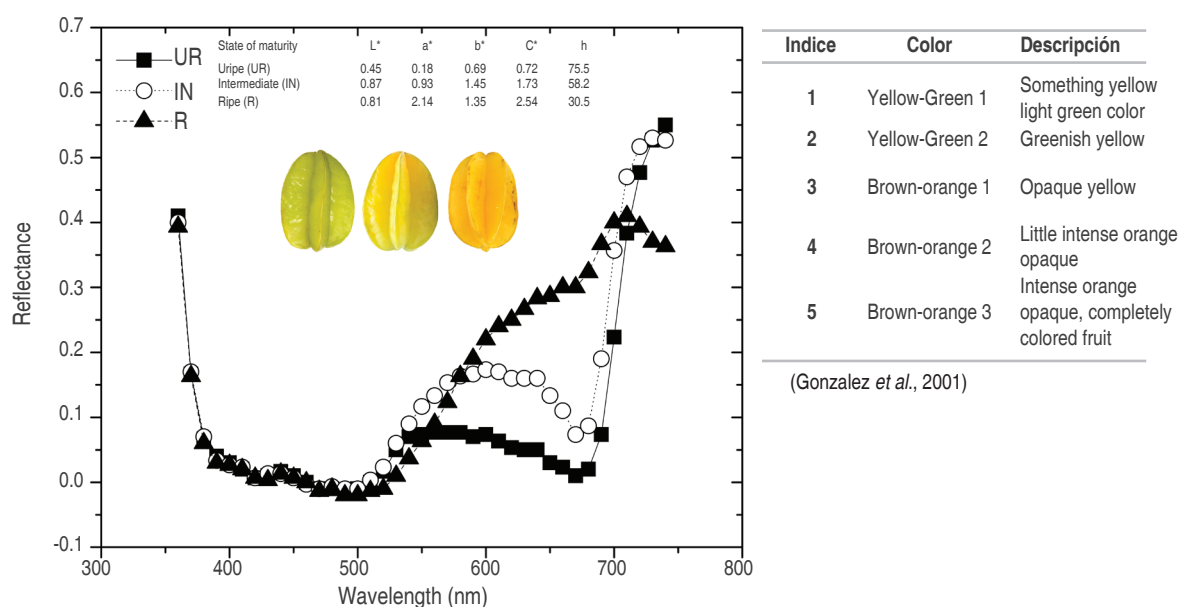 0.7
0.6
0.5
0.4
0.3
0.2
0.1
0.0
-0.1
Reflectance
300 400 500 600 700 800
Wavelength (nm)
UR
IN
R
State of maturity L* a* b* C* h
Uripe (UR) 0.45 0.18 0.69 0.72 75.5
Intermediate (IN) 0.87 0.93 1.45 1.73 58.2
Ripe (R) 0.81 2.14 1.35 2.54 30.5
Indice Color Descripción
1 Yellow-Green 1 Something yellow
light green color
2 Yellow-Green 2 Greenish yellow
3 Brown-orange 1 Opaque yellow
4 Brown-orange 2 Little intense orange
opaque
5 Brown-orange 3 Intense orange
opaque, completely
colored fruit
(Gonzalez et al., 2001)